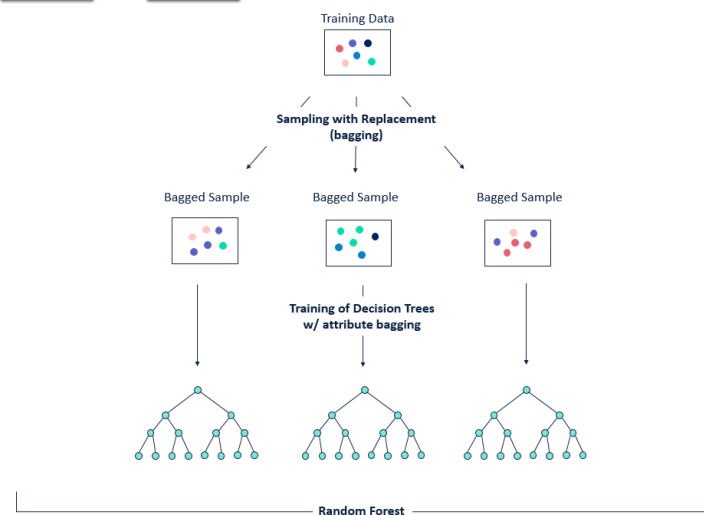 Training Data
Sampling with Replacement
(bagging)
Bagged Sample
Bagged Sample
Bagged Sample
Training of Decision Trees
w/ attribute bagging
Random Forest